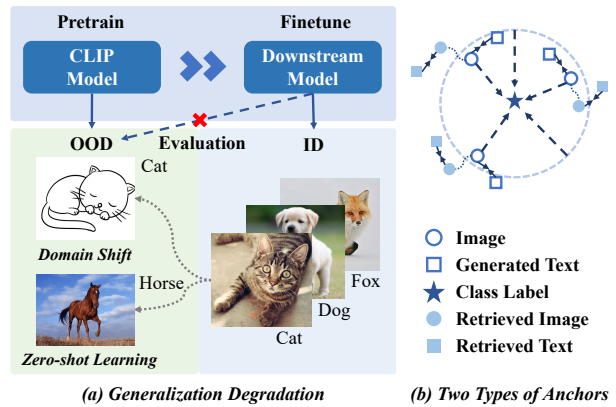 Pretrain
Finetune
CLIP
Model
Downstream
Model
OOD
Evaluation
ID
Cat
Domain Shift
Horse
Zero-shot Learning
Fox
Dog
Cat
(a) Generalization Degradation
Image
Generated Text
Class Label
Retrieved Image
Retrieved Text
(b) Two Types of Anchors